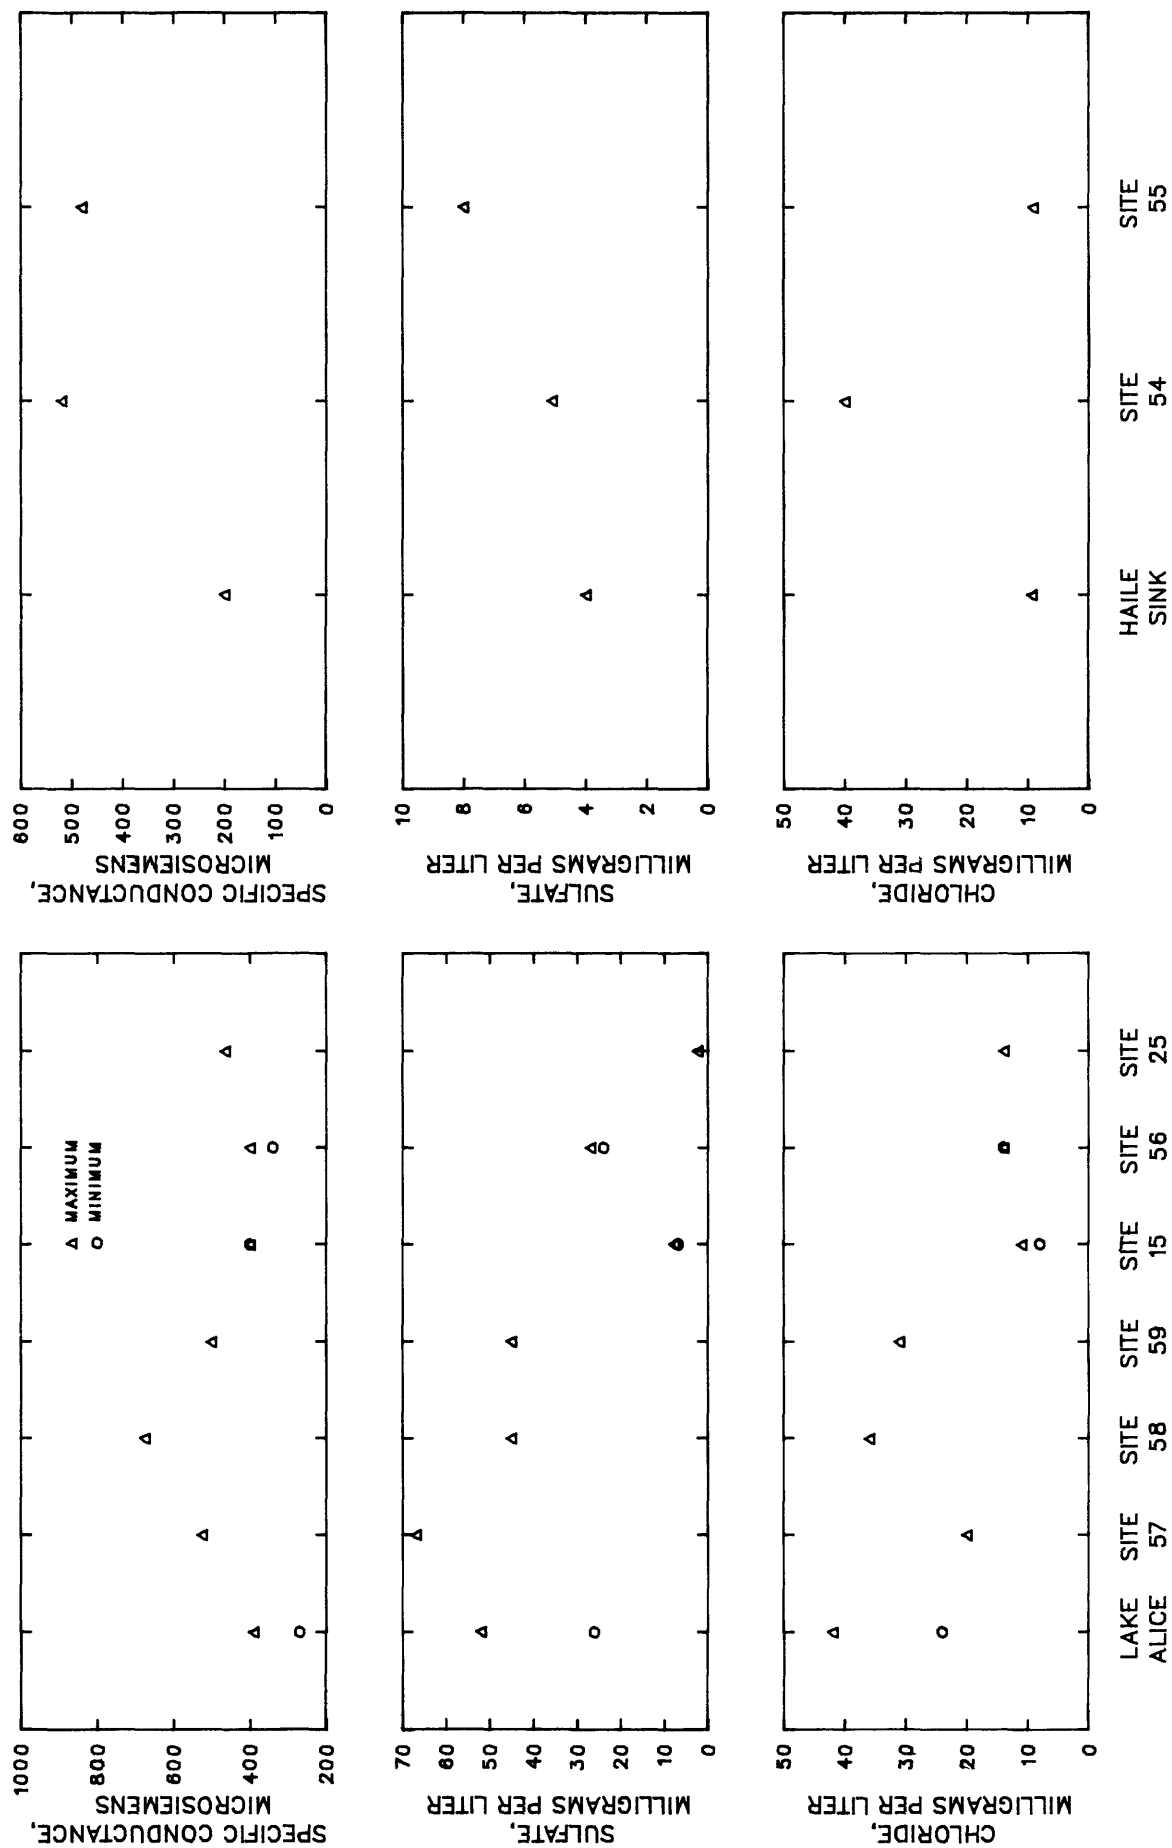 SPECIFIC CONDUCTANCE,
MICROSIEMENS
1000
800
600
400
200
△ MAXIMUM
○ MINIMUM
SULFATE,
MILLIGRAMS PER LITER
70
60
50
40
30
20
10
0
CHLORIDE,
MILLIGRAMS PER LITER
50
40
30
20
10
0
LAKE ALICE
SITE 57
SITE 58
SITE 59
SITE 15
SITE 56
SITE 25
SPECIFIC CONDUCTANCE,
MICROSIEMENS
600
500
400
300
200
100
0
SULFATE,
MILLIGRAMS PER LITER
10
8
6
4
2
0
CHLORIDE,
MILLIGRAMS PER LITER
50
40
30
20
10
0
HAILE SINK
SITE 54
SITE 55